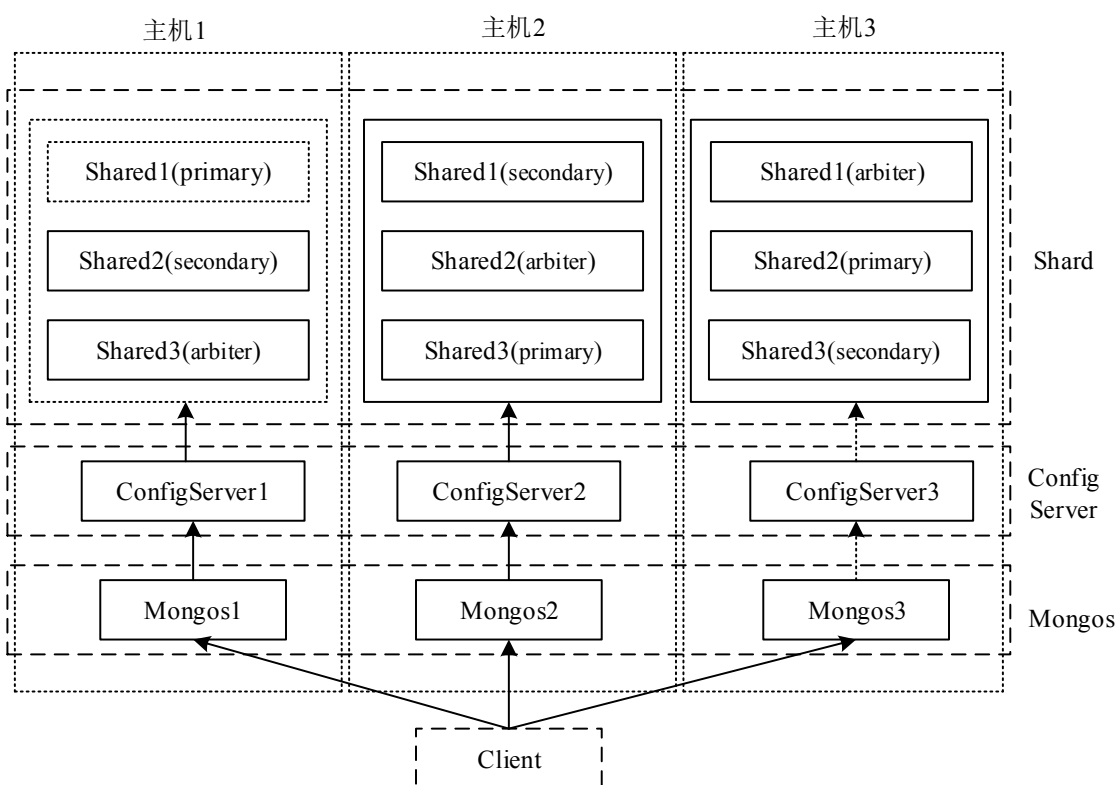 主机1 主机2 主机3
Shared1(primary) Shared1(secondary) Shared1(arbiter)
Shared2(secondary) Shared2(arbiter) Shared2(primary)
Shard
Shared3(arbiter) Shared3(primary) Shared3(secondary)
ConfigServer1 ConfigServer2 ConfigServer3
Config
Server
Mongos1 Mongos2 Mongos3
Mongos
Client